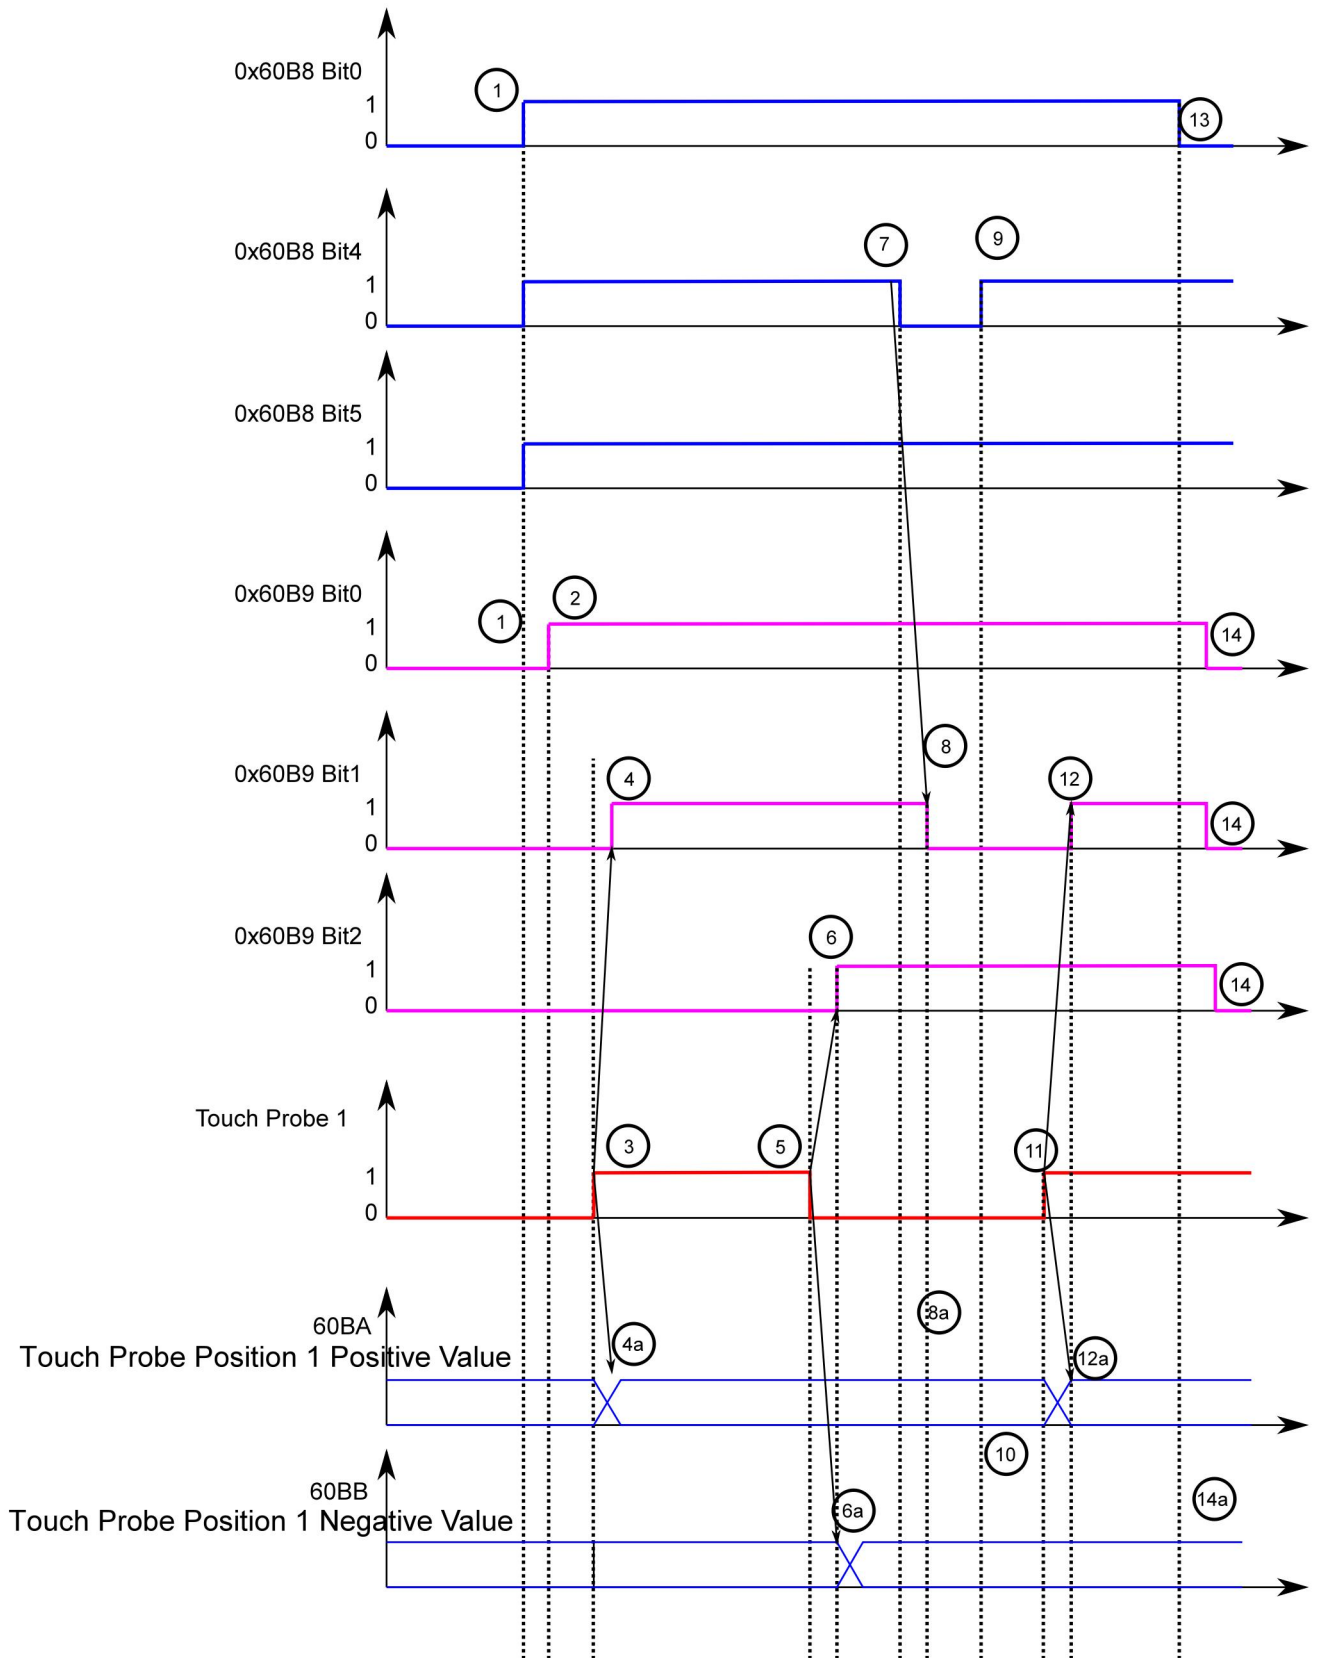 0x60B8 Bit0
1
1
0
13
0x60B8 Bit4
7
9
1
0
0x60B8 Bit5
1
0
0x60B9 Bit0
2
1
1
0
14
0x60B9 Bit1
4
8
12
1
0
14
0x60B9 Bit2
6
1
0
14
Touch Probe 1
3
5
11
1
0
60BA
Touch Probe Position 1 Positive Value
4a
8a
12a
10
60BB
Touch Probe Position 1 Negative Value
6a
14a